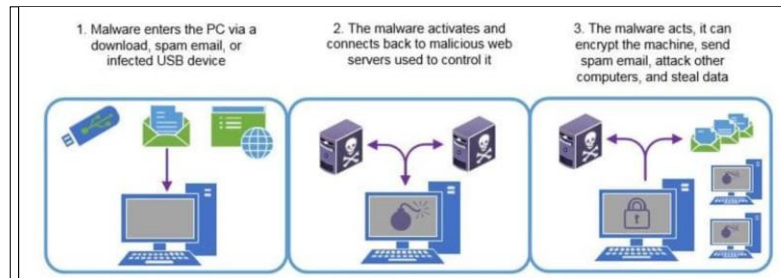 1. Malware enters the PC via a
download, spam email, or
infected USB device
2. The malware activates and
connects back to malicious web
servers used to control it
3. The malware acts, it can
encrypt the machine, send
spam email, attack other
computers, and steal data